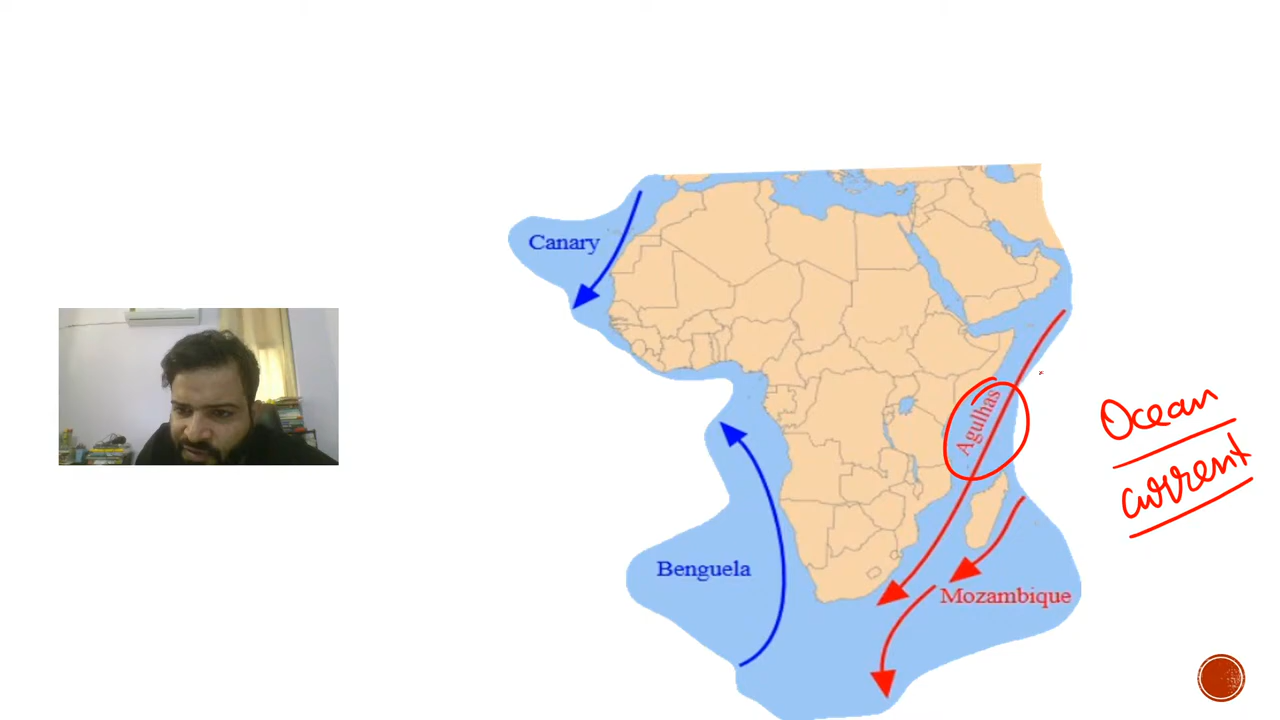 Canary
Agulhas
Ocean
current
Benguela
Mozambique